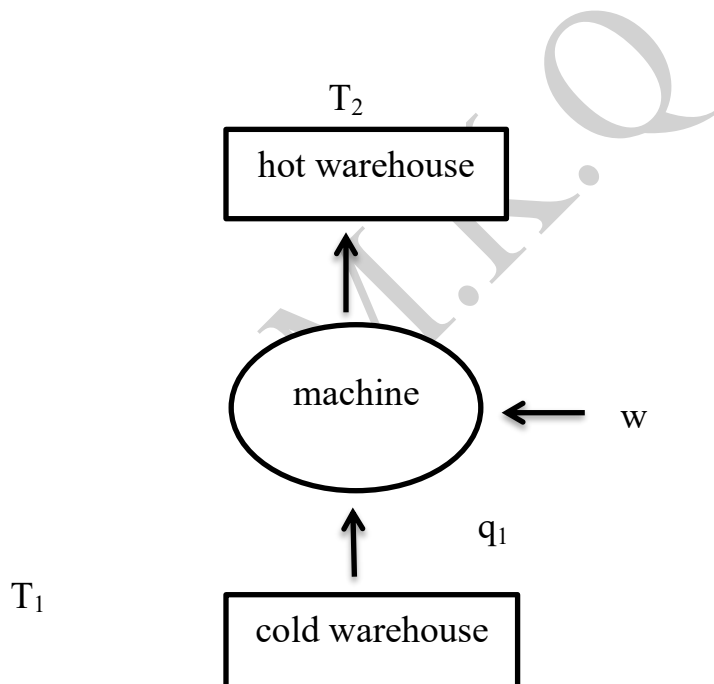 T₂
hot warehouse
M.K.Q
machine
w
q₁
T₁
cold warehouse